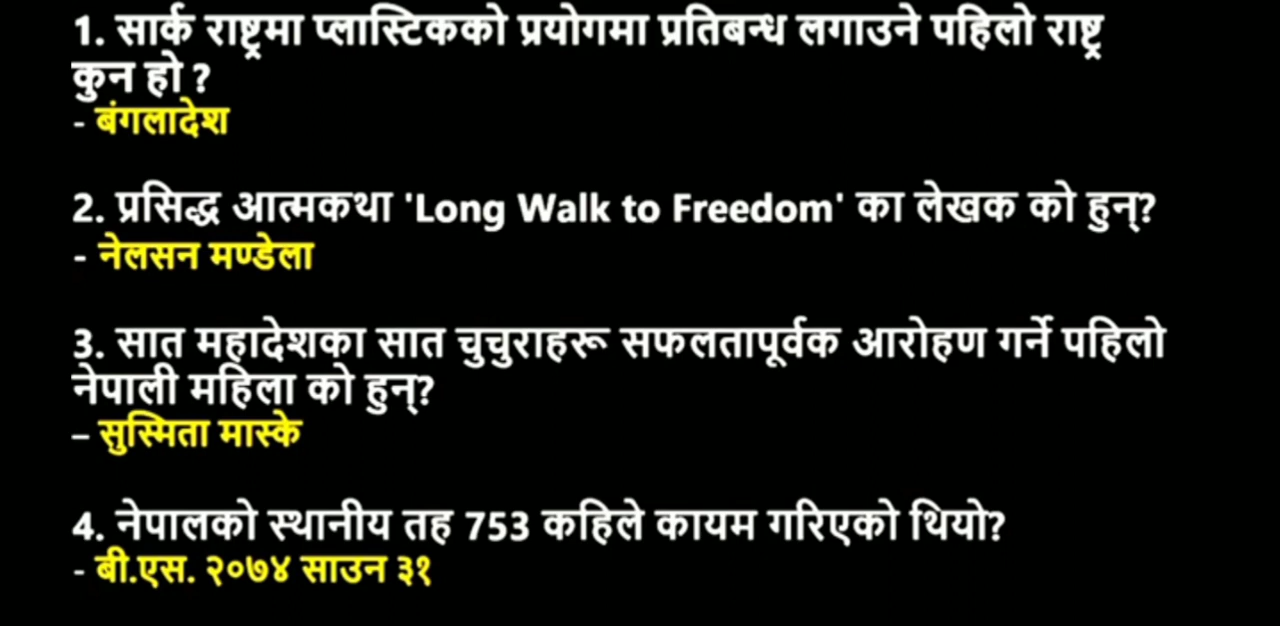 1. सार्क राष्ट्रमा प्लास्टिकको प्रयोगमा प्रतिबन्ध लगाउने पहिलो राष्ट्र
कुन हो ?
- बंगलादेश
2. प्रसिद्ध आत्मकथा 'Long Walk to Freedom' का लेखक को हुन्?
- नेलसन मण्डेला
3. सात महादेशका सात चुचुराहरू सफलतापूर्वक आरोहण गर्ने पहिलो
नेपाली महिला को हुन्?
– सुस्मिता मास्के
4. नेपालको स्थानीय तह 753 कहिले कायम गरिएको थियो?
- बी.एस. २०७४ साउन ३१